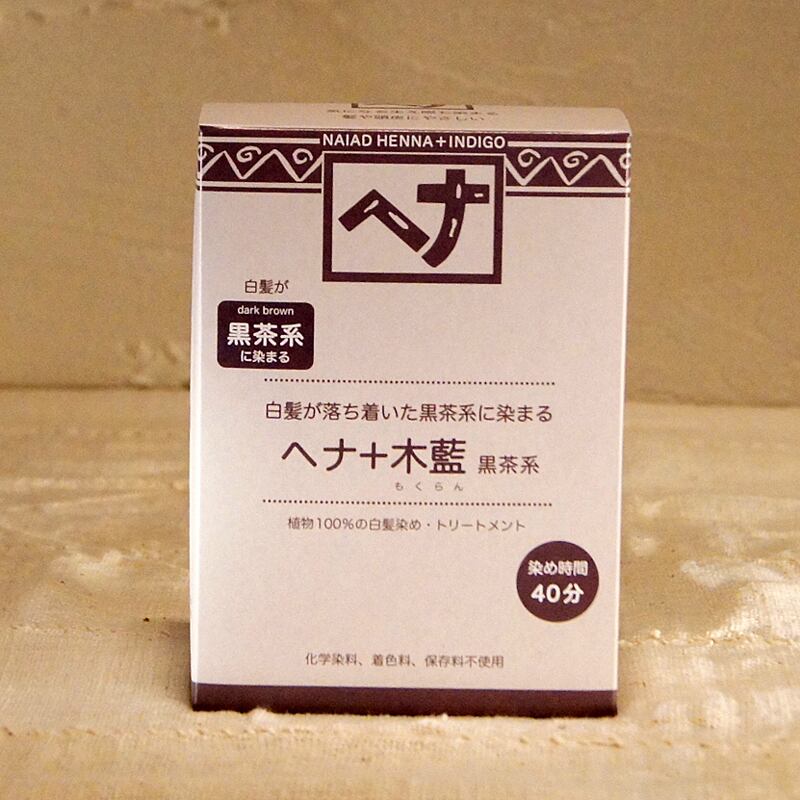 NAIAD HENNA+INDIGO
ヘナ
白髪が
dark brown
黒茶系
に染まる
白髪が落ち着いた黒茶系に染まる
ヘナ+木藍 黒茶系
もくらん
植物100%の白髪染め・トリートメント
染め時間
40分
化学染料、着色料、保存料不使用